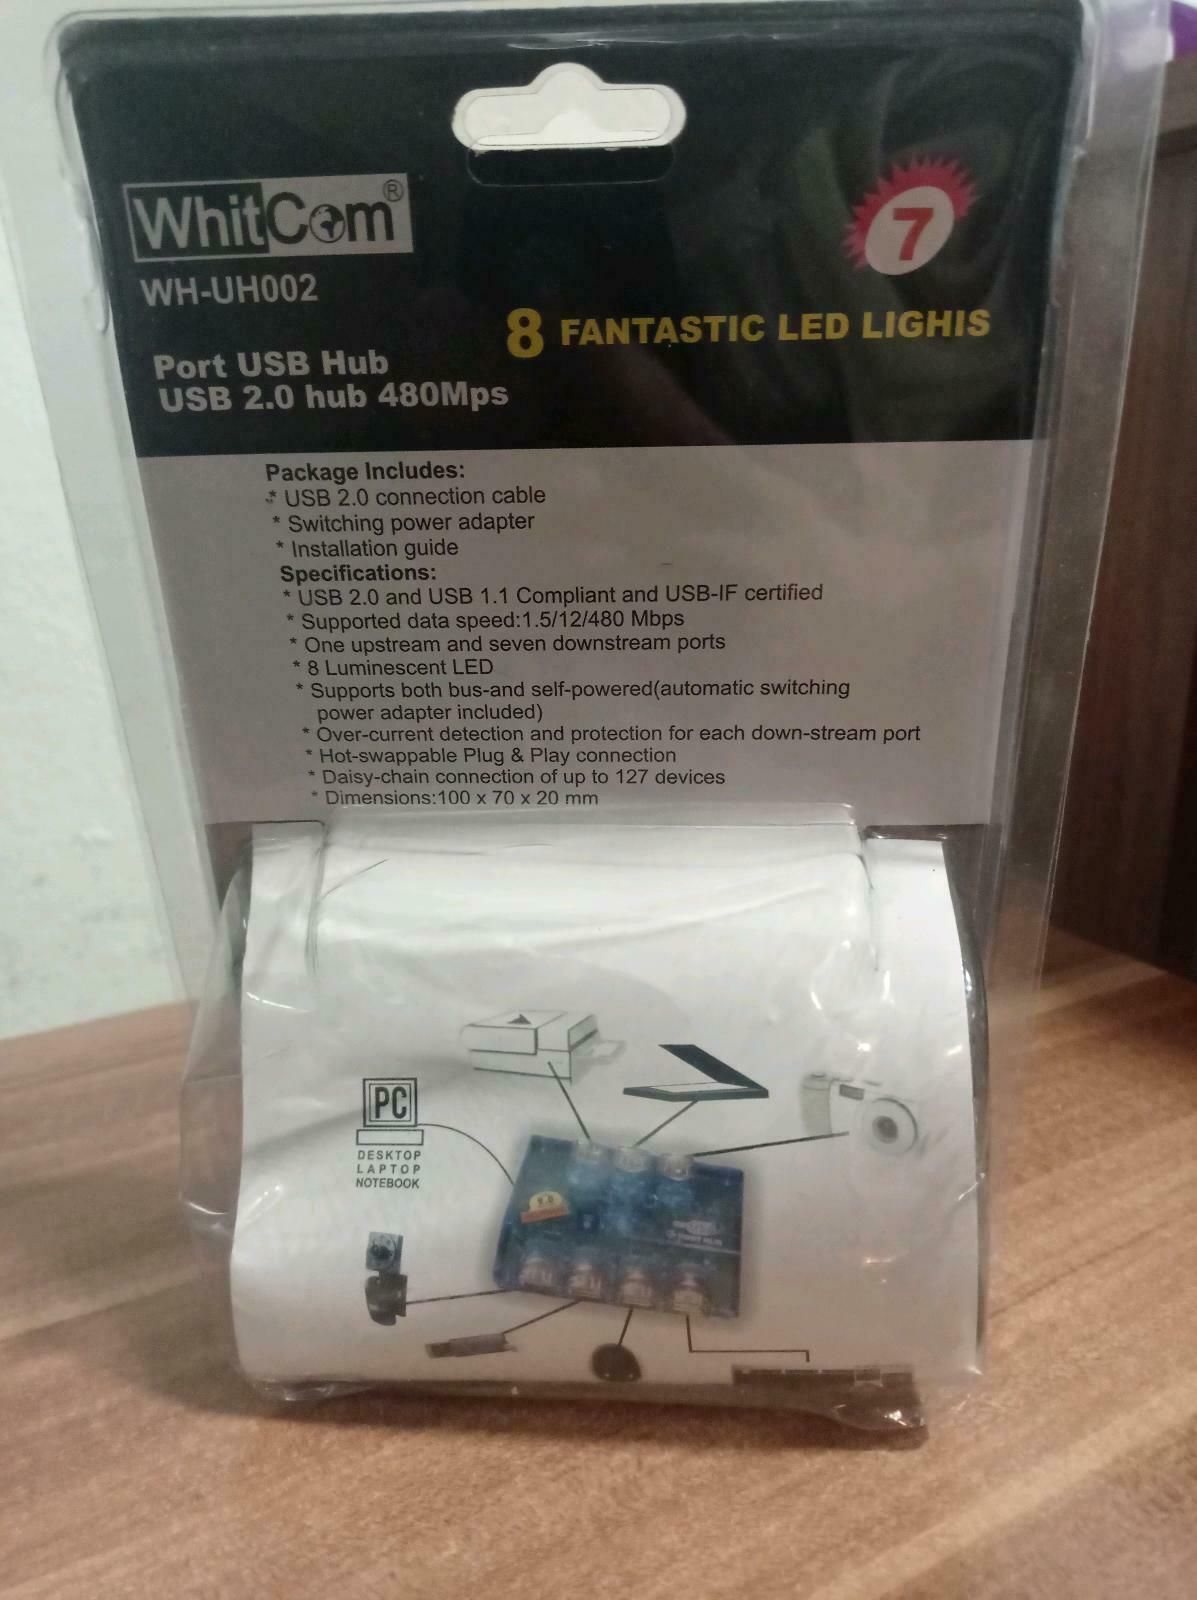 WhitCom®
7
WH-UH002
8 FANTASTIC LED LIGHIS
Port USB Hub
USB 2.0 hub 480Mps
Package Includes:
* USB 2.0 connection cable
* Switching power adapter
* Installation guide
Specifications:
* USB 2.0 and USB 1.1 Compliant and USB-IF certified
* Supported data speed:1.5/12/480 Mbps
* One upstream and seven downstream ports
* 8 Luminescent LED
* Supports both bus-and self-powered(automatic switching
power adapter included)
* Over-current detection and protection for each down-stream port
* Hot-swappable Plug & Play connection
* Daisy-chain connection of up to 127 devices
* Dimensions:100 x 70 x 20 mm
PC
DESKTOP
LAPTOP
NOTEBOOK